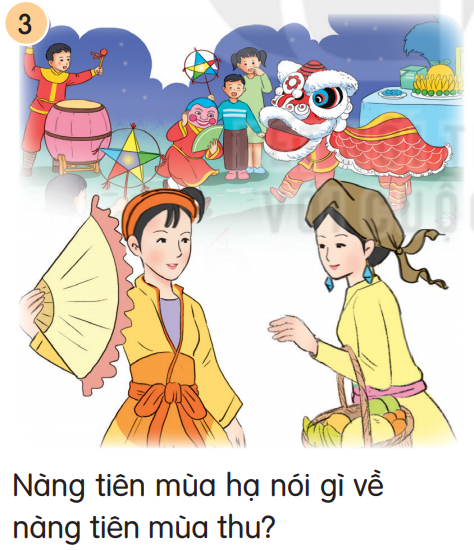 3
Nàng tiên mùa hạ nói gì về
nàng tiên mùa thu?